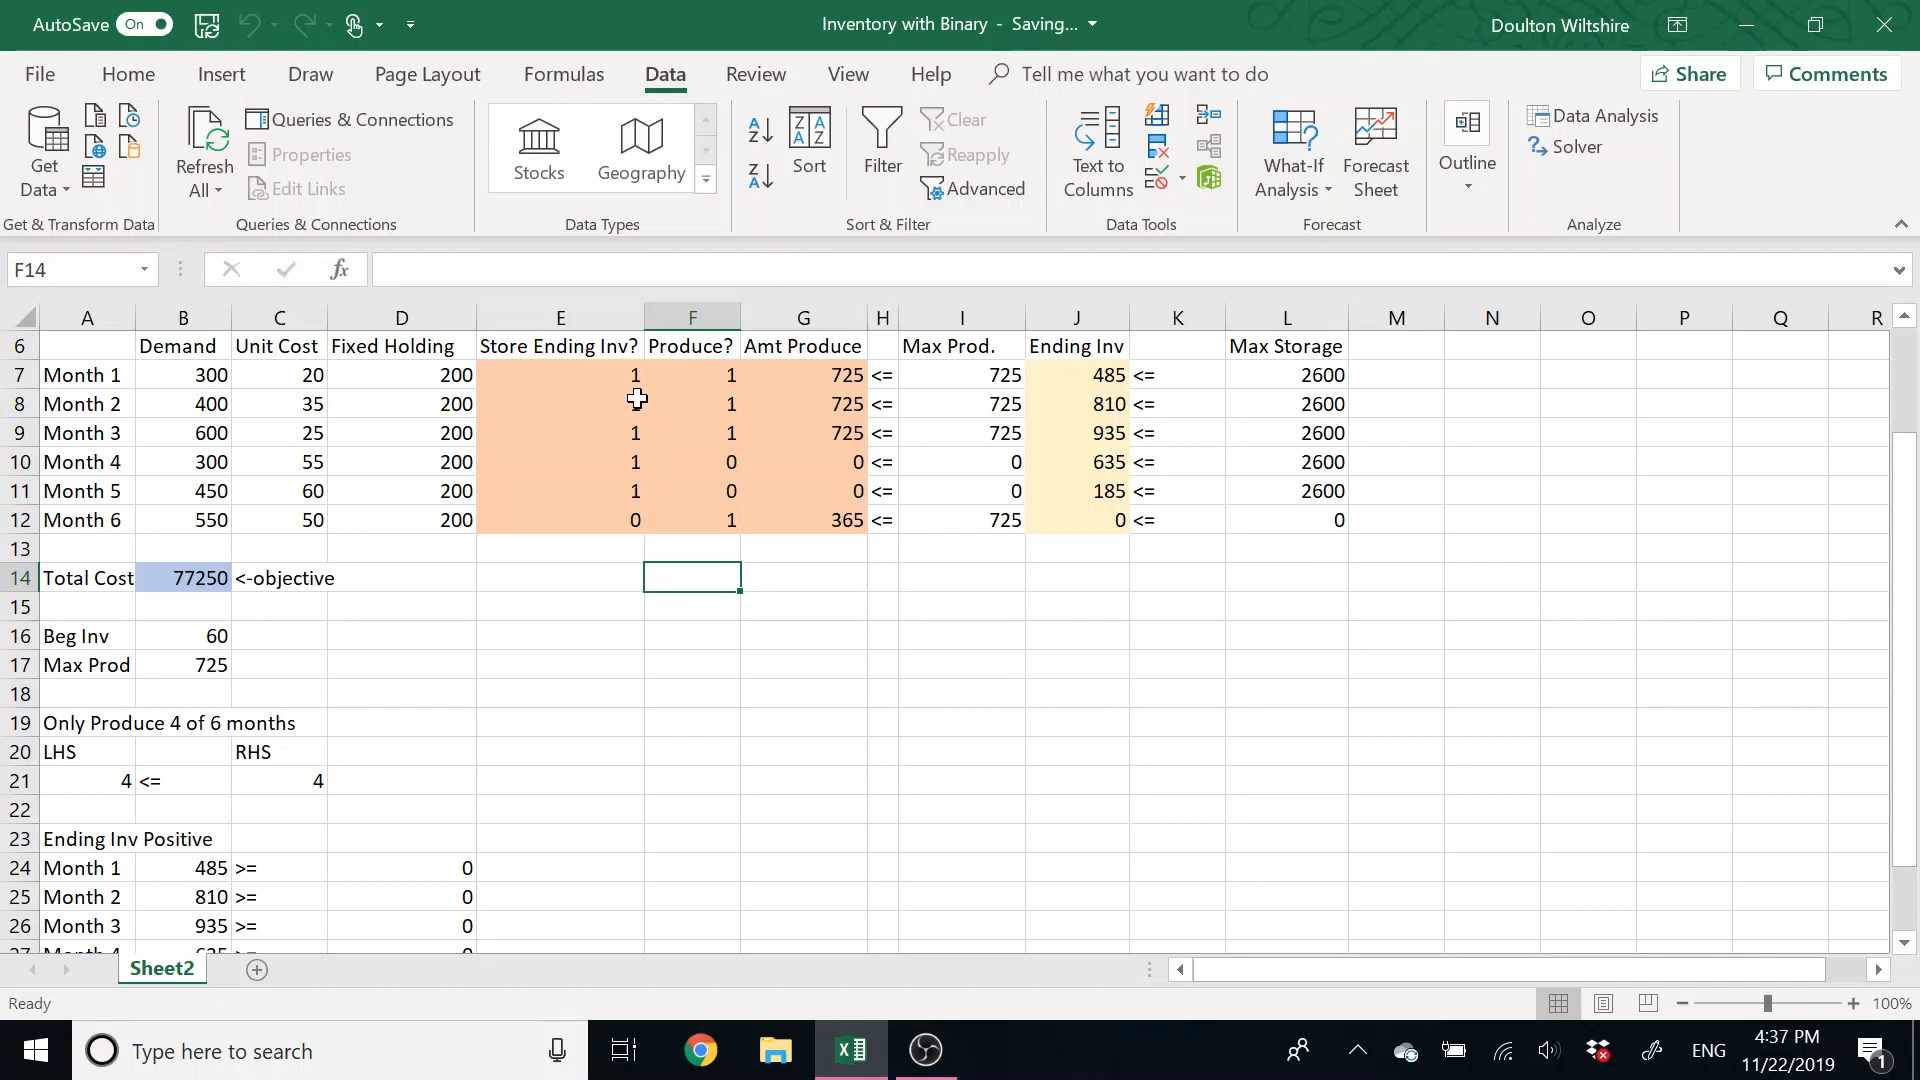 AutoSave On Inventory with Binary - Saving... Doulton Wiltshire
File Home Insert Draw Page Layout Formulas Data Review View Help Tell me what you want to do Share Comments
Get Data Refresh All Queries & Connections Properties Edit Links Stocks Geography Sort Filter Clear Reapply Advanced Text to Columns What-If Analysis Forecast Sheet Outline Data Analysis Solver
Get & Transform Data Queries & Connections Data Types Sort & Filter Data Tools Forecast Analyze
F14 fx
A B C D E F G H I J K L M N O P Q R
6 Demand Unit Cost Fixed Holding Store Ending Inv? Produce? Amt Produce Max Prod. Ending Inv Max Storage
7 Month 1 300 20 200 1 1 725 <= 725 485 <= 2600
8 Month 2 400 35 200 1 725 <= 725 810 <= 2600
9 Month 3 600 25 200 1 1 725 <= 725 935 <= 2600
10 Month 4 300 55 200 1 0 0 <= 0 635 <= 2600
11 Month 5 450 60 200 1 0 0 <= 0 185 <= 2600
12 Month 6 550 50 200 0 1 365 <= 725 0 <= 0
13
14 Total Cost 77250 <-objective
15
16 Beg Inv 60
17 Max Prod 725
18
19 Only Produce 4 of 6 months
20 LHS RHS
21 4 <= 4
22
23 Ending Inv Positive
24 Month 1 485 >= 0
25 Month 2 810 >= 0
26 Month 3 935 >= 0
Sheet2
Ready 100%
Type here to search ENG 4:37 PM
11/22/2019 1